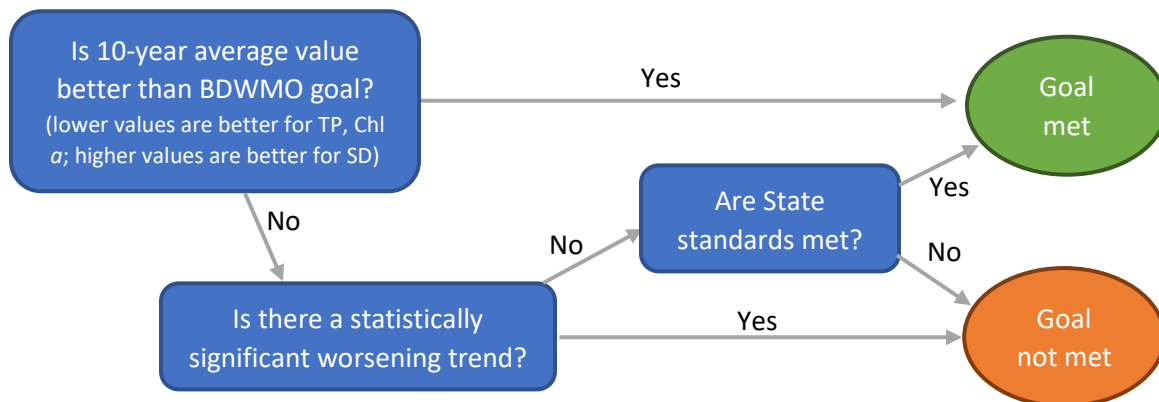 Is 10-year average value
better than BDWMO goal?
(lower values are better for TP, Chl
a; higher values are better for SD)
Yes
Goal
met
No
Are State
standards met?
Yes
No
No
Is there a statistically
significant worsening trend?
Yes
Goal
not met